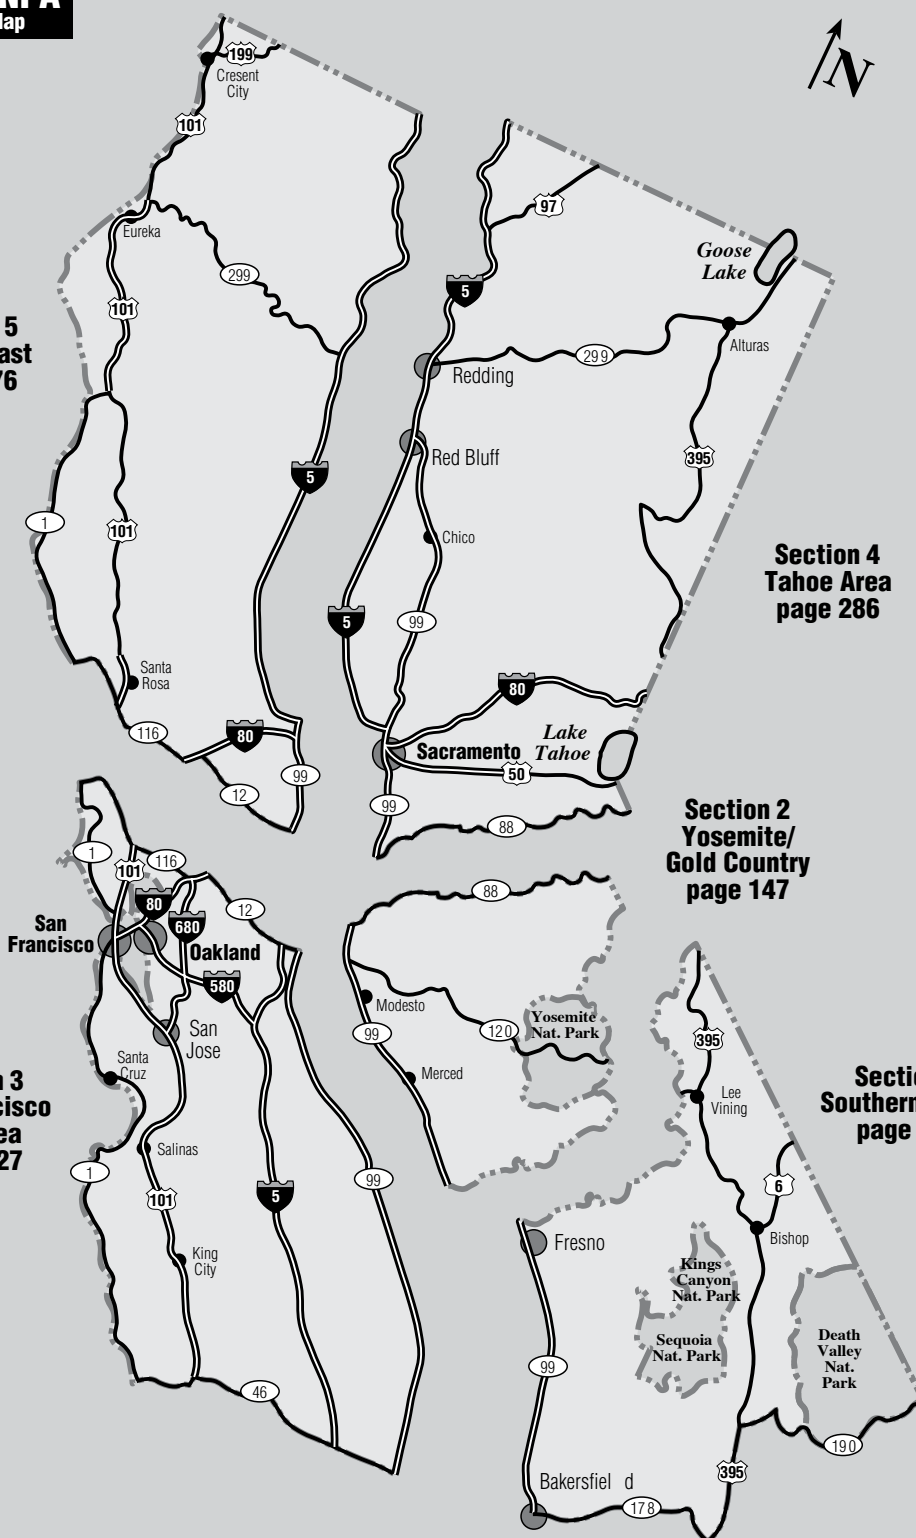 Map
199
Cresent
City
101
97
Goose
Lake
N
Eureka
299
101
5
299
Alturas
Redding
5
Red Bluff
395
5
1
101
Chico
Section 4
Tahoe Area
page 286
5
99
Santa
Rosa
80
116
80
Lake
Tahoe
Sacramento
50
99
12
99
88
Section 2
Yosemite/
Gold Country
page 147
1
101
116
80
12
680
San
Francisco
Oakland
580
88
Modesto
99
120
Yosemite
Nat. Park
San
Jose
Santa
Cruz
Merced
395
Lee
Vining
3
27
Southern
page
1
Salinas
101
5
99
6
Bishop
King
City
Fresno
Kings
Canyon
Nat. Park
Sequoia
Nat. Park
Death
Valley
Nat.
Park
99
46
190
395
Bakersfiel d
178